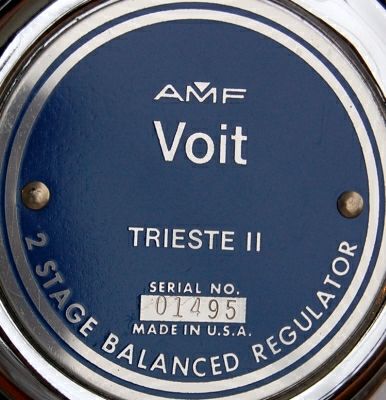 AMF
Voit
TRIESTE II
SERIAL NO.
01495
MADE IN U.S.A.
2 STAGE BALANCED REGULATOR